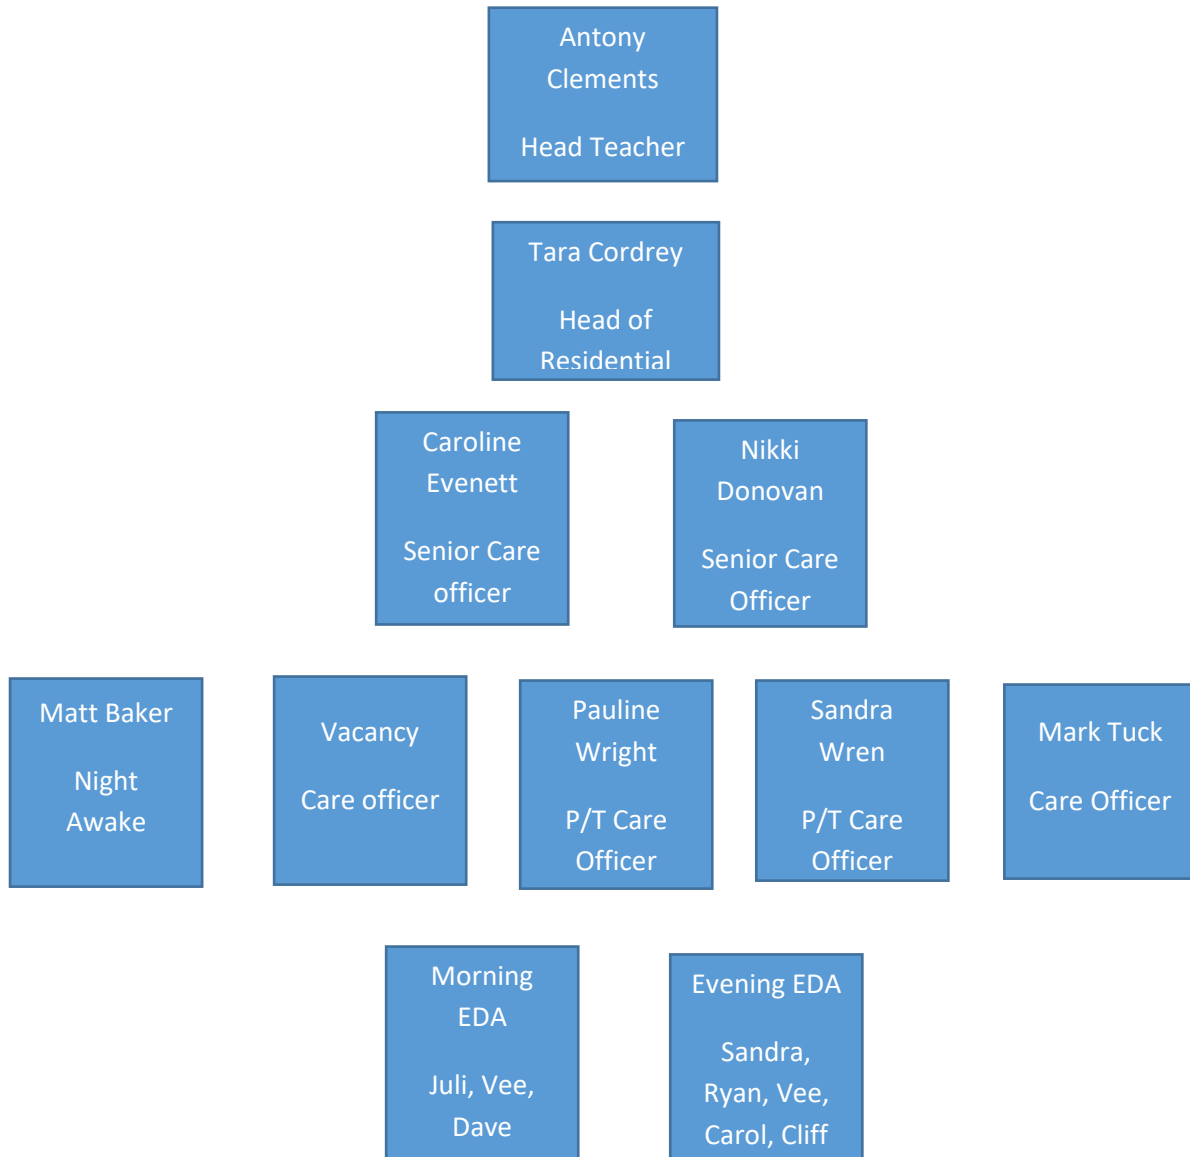 Antony
Clements
Head Teacher
Tara Cordrey
Head of
Residential
Caroline
Evenett
Senior Care
officer
Nikki
Donovan
Senior Care
Officer
Matt Baker
Night
Awake
Vacancy
Care officer
Pauline
Wright
P/T Care
Officer
Sandra
Wren
P/T Care
Officer
Mark Tuck
Care Officer
Morning
EDA
Juli, Vee,
Dave
Evening EDA
Sandra,
Ryan, Vee,
Carol, Cliff